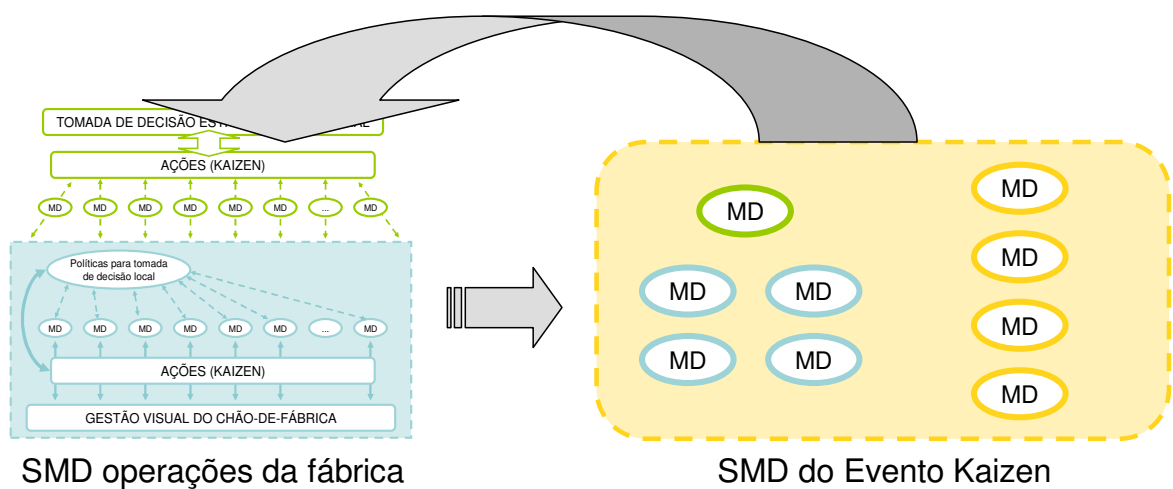 TOMADA DE DECISÃO EST AL
AÇÕES (KAIZEN)
MD MD MD MD MD MD ... MD
Políticas para tomada
de decisão local
MD MD MD MD MD MD ... MD
AÇÕES (KAIZEN)
GESTÃO VISUAL DO CHÃO-DE-FÁBRICA
SMD operações da fábrica
MD
MD MD
MD MD
MD
MD
MD
MD
SMD do Evento Kaizen